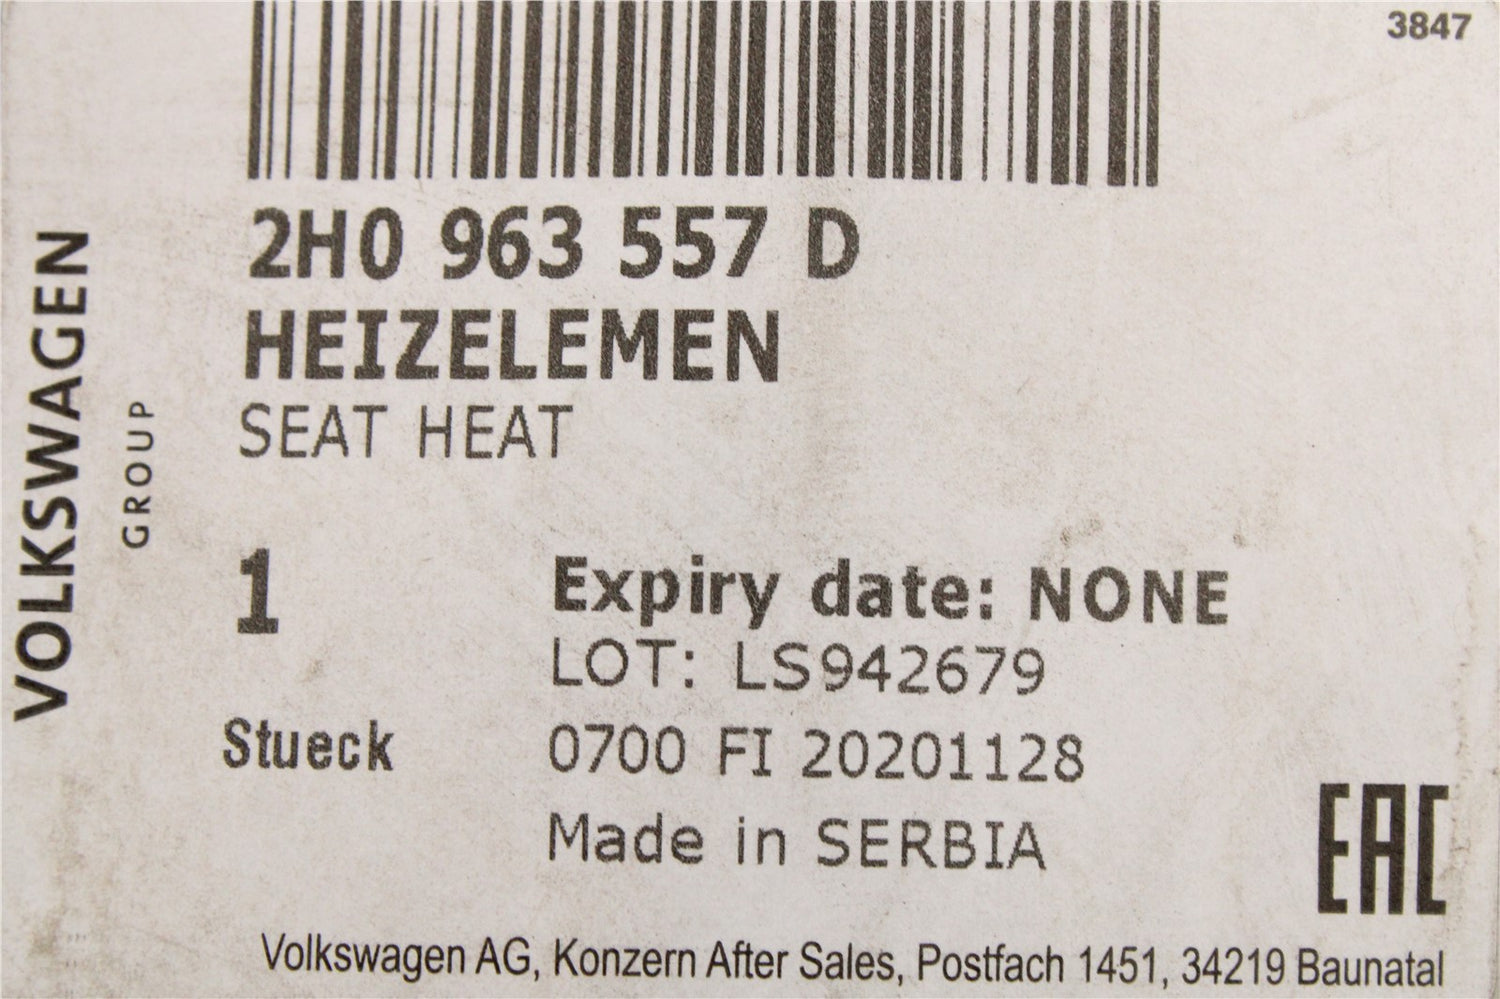 3847
2H0 963 557 D
HEIZELEMEN
SEAT HEAT
VOLKSWAGEN
GROUP
1
Expiry date: NONE
LOT: LS942679
Stueck
0700 FI 20201128
Made in SERBIA
EAC
Volkswagen AG, Konzern After Sales, Postfach 1451, 34219 Baunatal